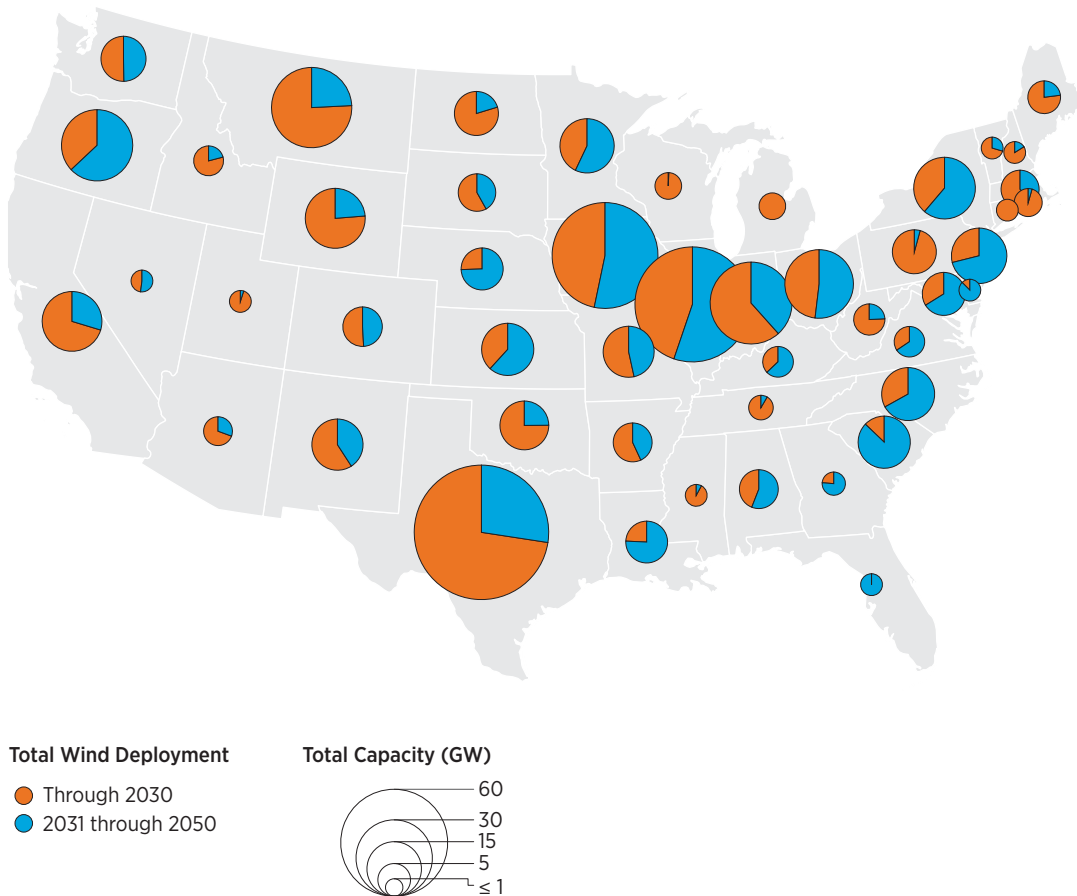 Total Wind Deployment
Through 2030
2031 through 2050
Total Capacity (GW)
60
30
15
5
≤ 1